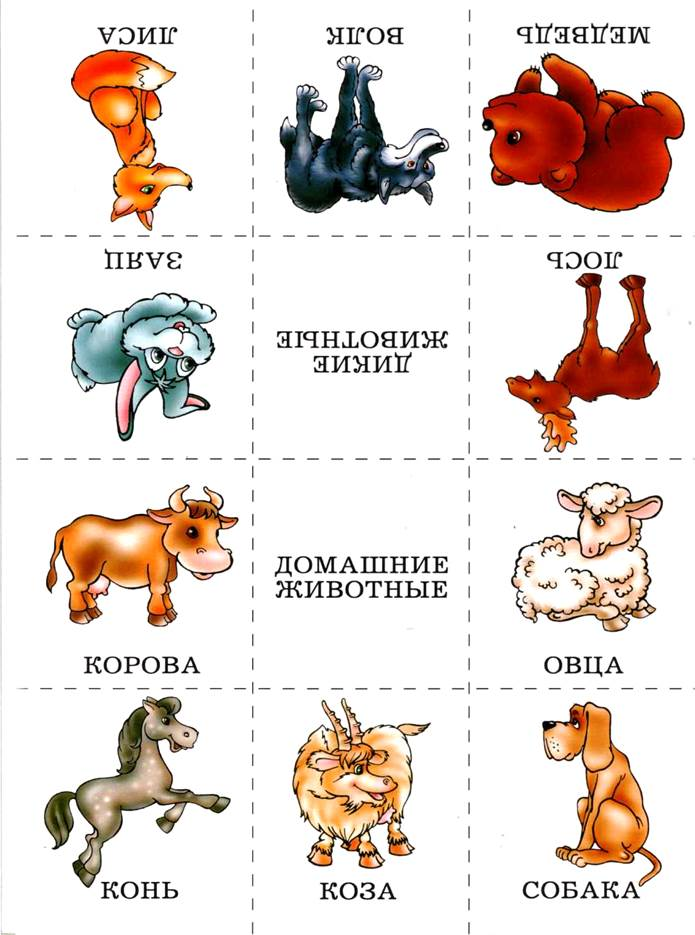 ЛИСА
ВОЛК
МЕДВЕДЬ
ЗАЯЦ
ДИКИЕ
ЖИВОТНЫЕ
ЛОСЬ
ДОМАШНИЕ
ЖИВОТНЫЕ
КОРОВА
ОВЦА
КОНЬ
КОЗА
СОБАКА